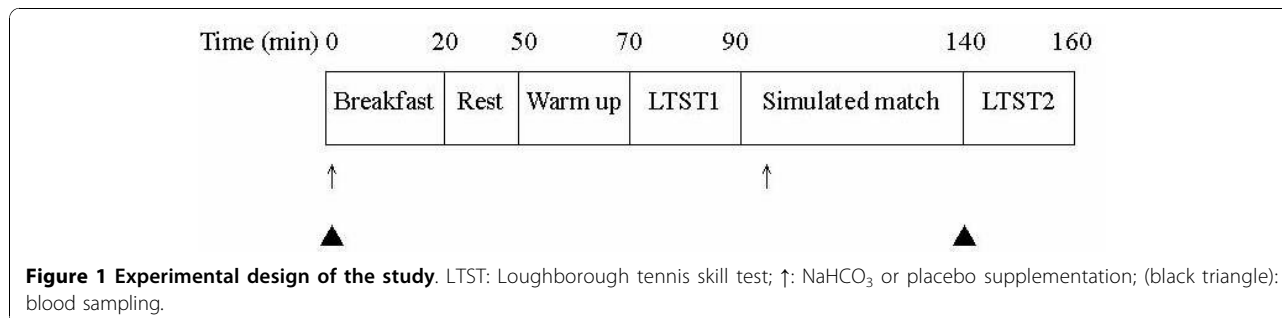 Time (min) 0 20 50 70 90 140 160
Breakfast Rest Warm up LTST1 Simulated match LTST2
↑ ↑
▲ ▲
Figure 1 Experimental design of the study. LTST: Loughborough tennis skill test; ↑: NaHCO₃ or placebo supplementation; (black triangle):
blood sampling.